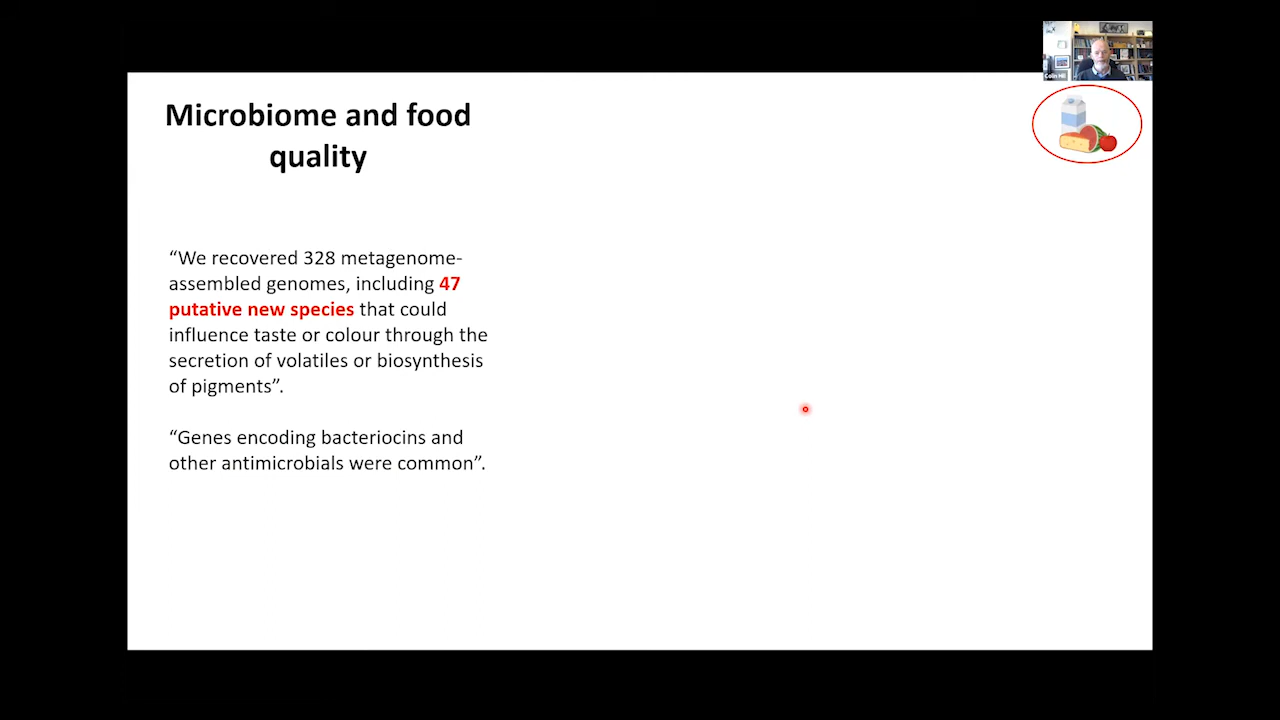 Colin Hill
Microbiome and food
quality
“We recovered 328 metagenome-
assembled genomes, including 47
putative new species that could
influence taste or colour through the
secretion of volatiles or biosynthesis
of pigments”.
“Genes encoding bacteriocins and
other antimicrobials were common”.